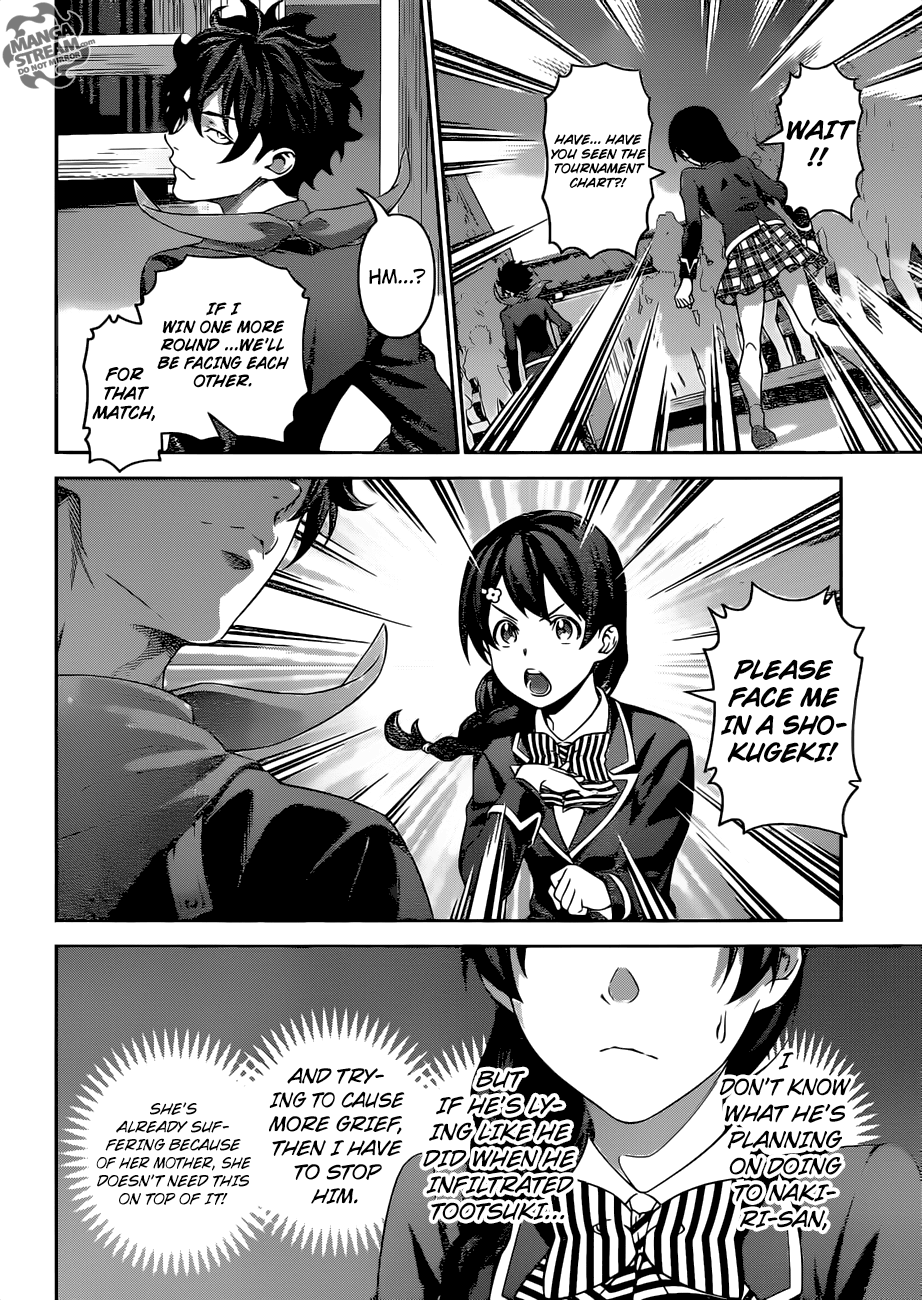 MANGA
STREAM.com
DO NOT MIRROR
WAIT
!!
HAVE... HAVE
YOU SEEN THE
TOURNAMENT
CHART?!
HM...?
IF I
WIN ONE MORE
ROUND ...WE'LL
BE FACING EACH
OTHER.
FOR
THAT
MATCH,
PLEASE
FACE ME
IN A SHO-
KUGEKI!
I
DON'T KNOW
WHAT HE'S
PLANNING
ON DOING
TO NAKI-
RI-SAN,
BUT
IF HE'S LY-
ING LIKE HE
DID WHEN HE
INFILTRATED
TOOTSUKI...
AND TRY-
ING TO CAUSE
MORE GRIEF,
THEN I HAVE
TO STOP
HIM.
SHE'S
ALREADY SUF-
FERING BECAUSE
OF HER MOTHER, SHE
DOESN'T NEED THIS
ON TOP OF IT!